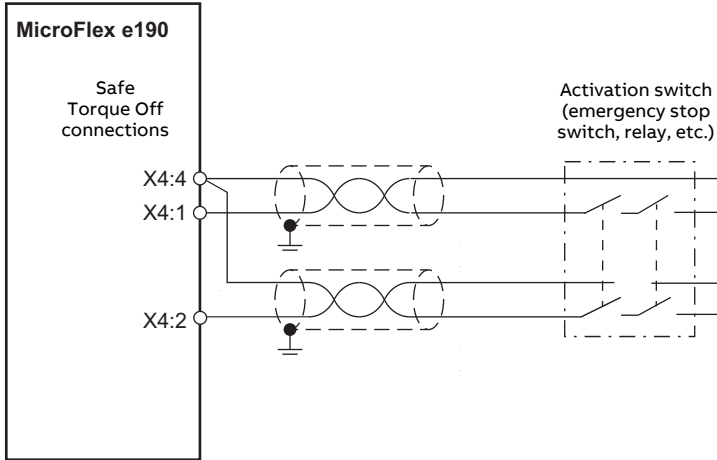 MicroFlex e190
Safe
Torque Off
connections
Activation switch
(emergency stop
switch, relay, etc.)
X4:4
X4:1
X4:2